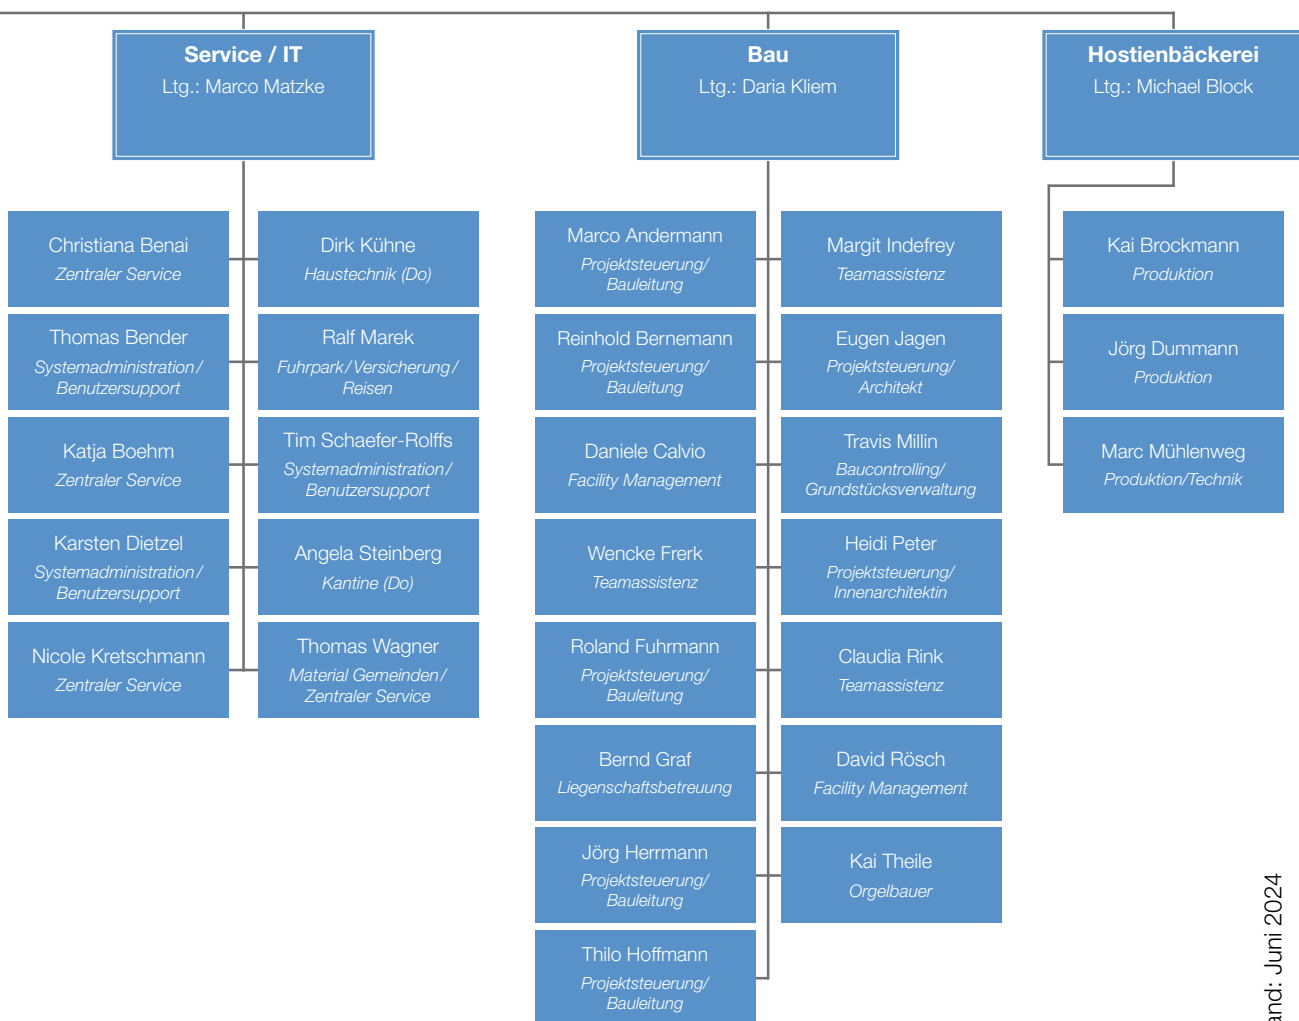 Service / IT
Ltg.: Marco Matzke
Christiana Benai
Zentraler Service
Thomas Bender
Systemadministration/
Benutzersupport
Katja Boehm
Zentraler Service
Karsten Dietzel
Systemadministration/
Benutzersupport
Nicole Kretschmann
Zentraler Service
Dirk Kühne
Haustechnik (Do)
Ralf Marek
Fuhrpark/Versicherung/
Reisen
Tim Schaefer-Rolffs
Systemadministration/
Benutzersupport
Angela Steinberg
Kantine (Do)
Thomas Wagner
Material Gemeinden/
Zentraler Service
Bau
Ltg.: Daria Kliem
Marco Andermann
Projektsteuerung/
Bauleitung
Reinhold Bernemann
Projektsteuerung/
Bauleitung
Daniele Calvio
Facility Management
Wencke Frerk
Teamassistenz
Roland Fuhrmann
Projektsteuerung/
Bauleitung
Bernd Graf
Liegenschaftsbetreuung
Jörg Herrmann
Projektsteuerung/
Bauleitung
Thilo Hoffmann
Projektsteuerung/
Bauleitung
Margit Indefrey
Teamassistenz
Eugen Jagen
Projektsteuerung/
Architekt
Travis Millin
Baucontrolling/
Grundstücksverwaltung
Heidi Peter
Projektsteuerung/
Innenarchitektin
Claudia Rink
Teamassistenz
David Rösch
Facility Management
Kai Theile
Orgelbauer
Hostienbäckerei
Ltg.: Michael Block
Kai Brockmann
Produktion
Jörg Dummann
Produktion
Marc Mühlenweg
Produktion/Technik
Juni 2024